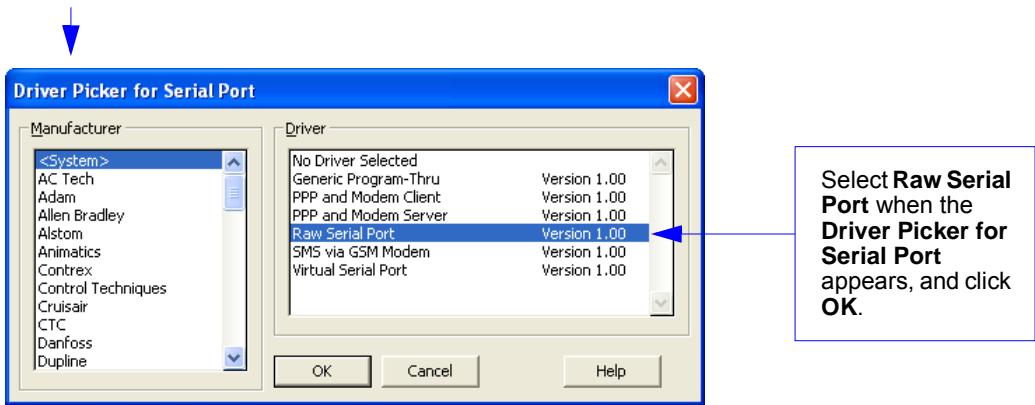 Driver Picker for Serial Port
Manufacturer
<System>
AC Tech
Adam
Allen Bradley
Alstom
Animatics
Contrex
Control Techniques
Cruisair
CTC
Danfoss
Dupline
Driver
No Driver Selected
Generic Program-Thru Version 1.00
PPP and Modem Client Version 1.00
PPP and Modem Server Version 1.00
Raw Serial Port Version 1.00
SMS via GSM Modem Version 1.00
Virtual Serial Port Version 1.00
OK Cancel Help
Select Raw Serial
Port when the
Driver Picker for
Serial Port
appears, and click
OK.